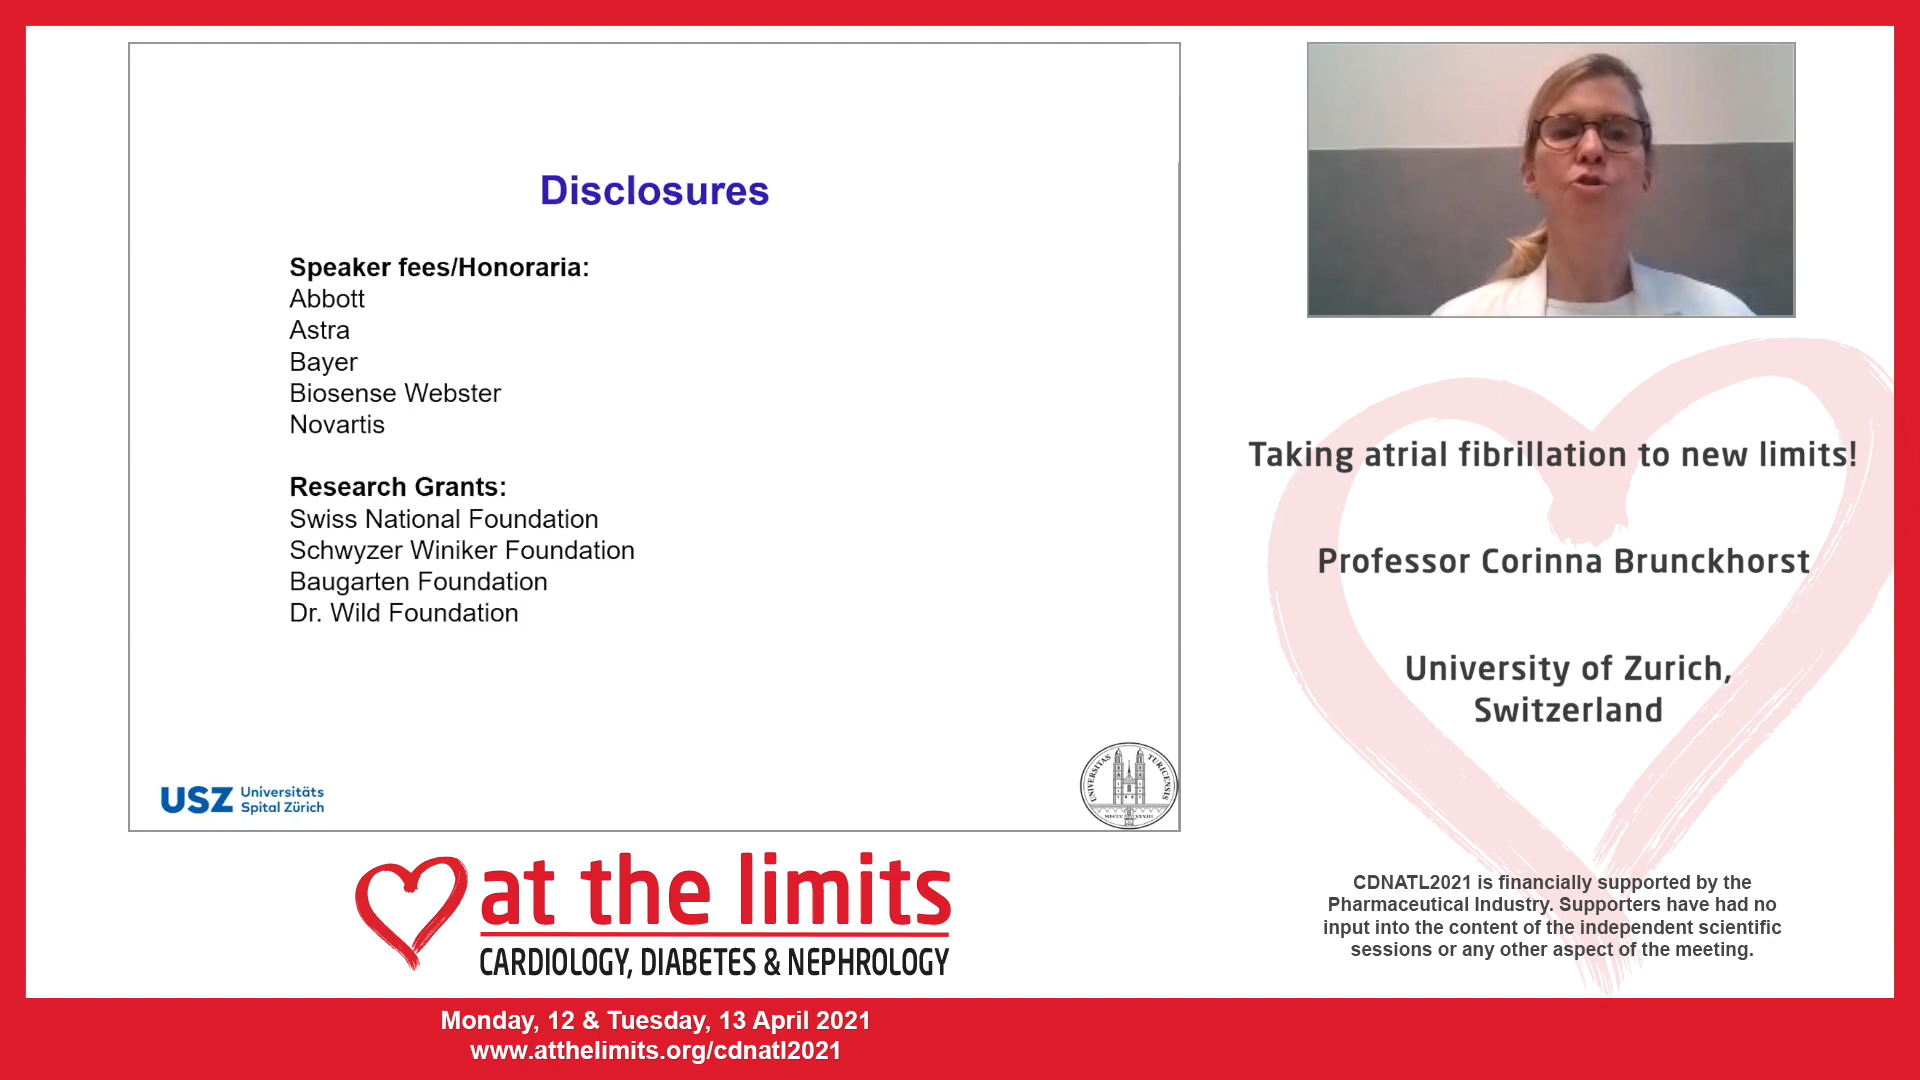 Disclosures
Speaker fees/Honoraria:
Abbott
Astra
Bayer
Biosense Webster
Novartis
Research Grants:
Swiss National Foundation
Schwyzer Winiker Foundation
Baugarten Foundation
Dr. Wild Foundation
USZ Universitäts
Spital Zürich
UNIVERSITAS TURICENSIS
MDCCC XXXIII
Taking atrial fibrillation to new limits!
Professor Corinna Brunckhorst
University of Zurich,
Switzerland
CDNATL2021 is financially supported by the
Pharmaceutical Industry. Supporters have had no
input into the content of the independent scientific
sessions or any other aspect of the meeting.
at the limits
CARDIOLOGY, DIABETES & NEPHROLOGY
Monday, 12 & Tuesday, 13 April 2021
www.atthelimits.org/cdnatl2021